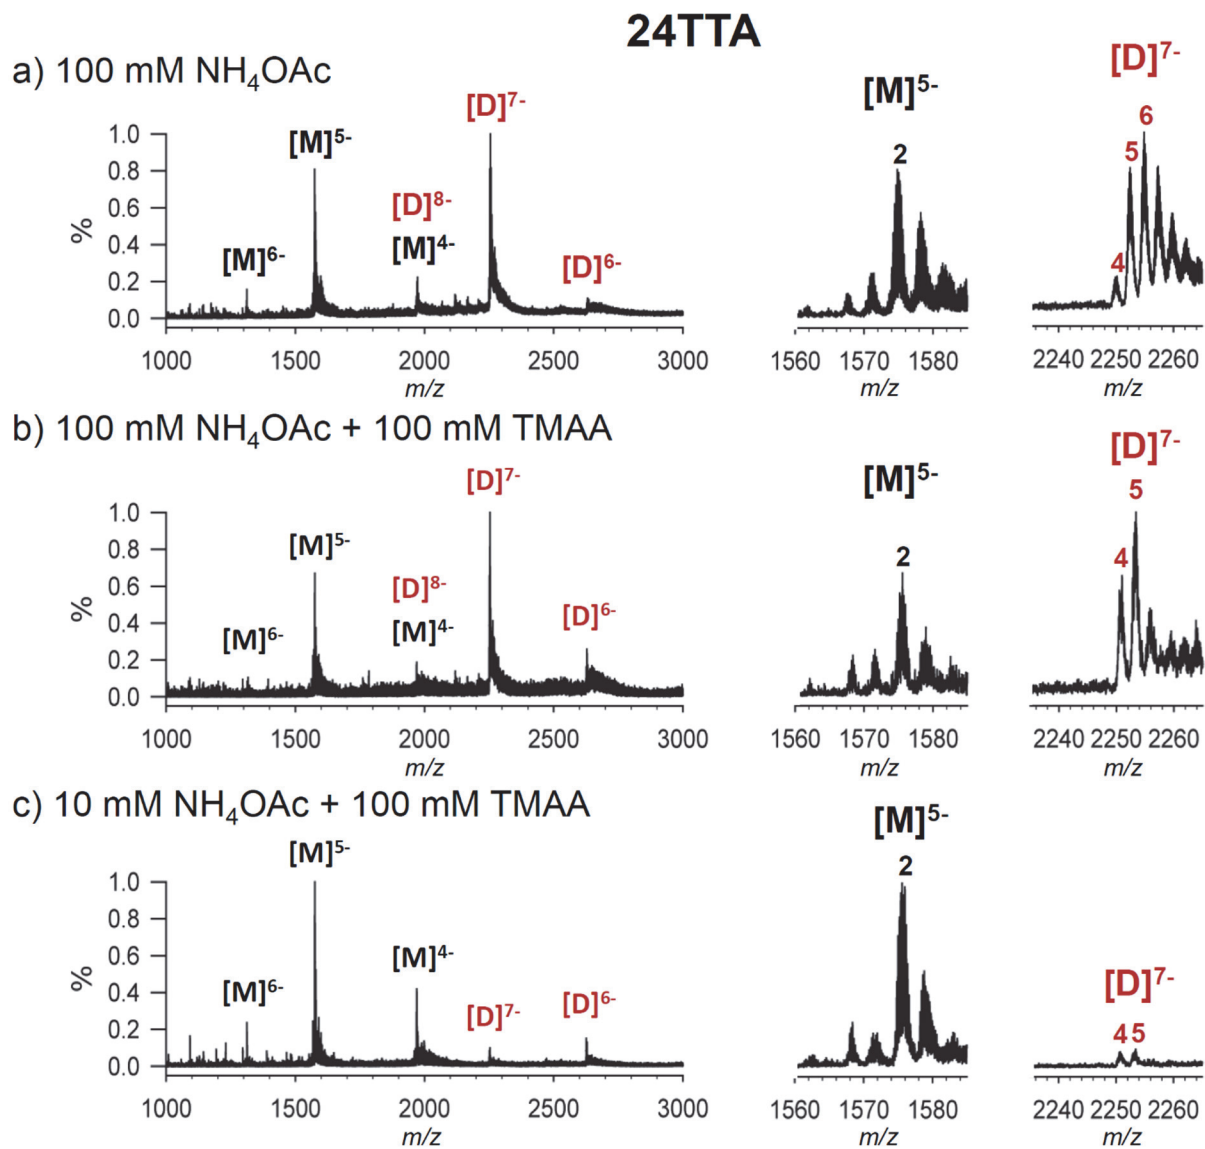 24TTA
a) 100 mM NH₄OAc
[M]⁶⁻
[M]⁵⁻
[D]⁸⁻
[M]⁴⁻
[D]⁷⁻
[D]⁶⁻
%
1.0
0.8
0.6
0.4
0.2
0.0
1000 1500 2000 2500 3000
m/z
[M]⁵⁻
2
1560 1570 1580
m/z
[D]⁷⁻
4 5 6
2240 2250 2260
m/z
b) 100 mM NH₄OAc + 100 mM TMAA
[M]⁶⁻
[M]⁵⁻
[D]⁸⁻
[M]⁴⁻
[D]⁷⁻
[D]⁶⁻
%
1.0
0.8
0.6
0.4
0.2
0.0
1000 1500 2000 2500 3000
m/z
[M]⁵⁻
2
1560 1570 1580
m/z
[D]⁷⁻
4 5
2240 2250 2260
m/z
c) 10 mM NH₄OAc + 100 mM TMAA
[M]⁶⁻
[M]⁵⁻
[M]⁴⁻
[D]⁷⁻
[D]⁶⁻
%
1.0
0.8
0.6
0.4
0.2
0.0
1000 1500 2000 2500 3000
m/z
[M]⁵⁻
2
1560 1570 1580
m/z
[D]⁷⁻
4 5
2240 2250 2260
m/z